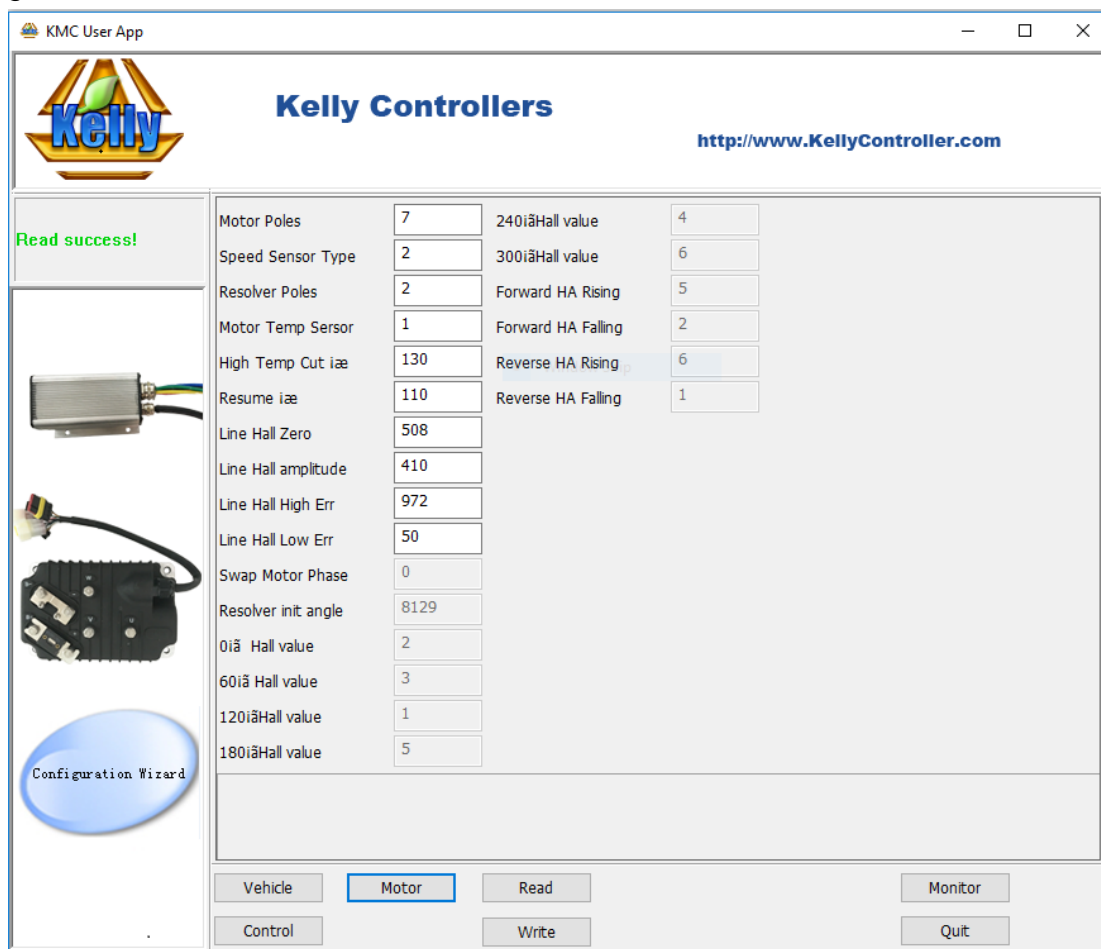 KMC User App
Kelly
Kelly Controllers
http://www.KellyController.com
Read success!
Configuration Wizard
Motor Poles 7 240iãHall value 4
Speed Sensor Type 2 300iãHall value 6
Resolver Poles 2 Forward HA Rising 5
Motor Temp Sersor 1 Forward HA Falling 2
High Temp Cut iæ 130 Reverse HA Rising 6
Resume iæ 110 Reverse HA Falling 1
Line Hall Zero 508
Line Hall amplitude 410
Line Hall High Err 972
Line Hall Low Err 50
Swap Motor Phase 0
Resolver init angle 8129
0iã Hall value 2
60iã Hall value 3
120iãHall value 1
180iãHall value 5
Vehicle Motor Read Monitor
Control Write Quit